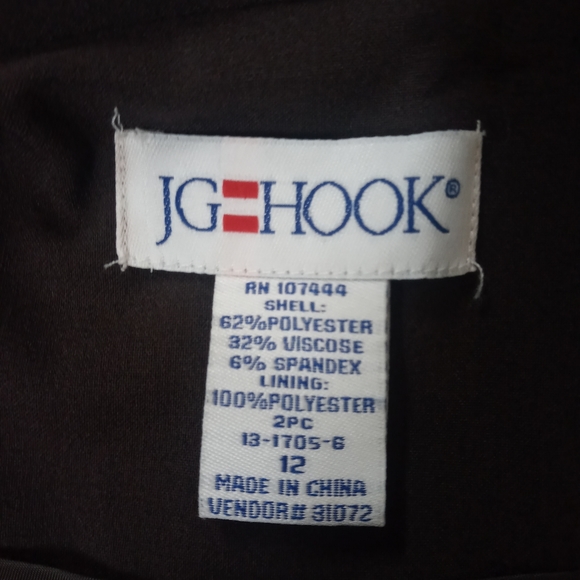 JG HOOK®
RN 107444
SHELL:
62%POLYESTER
32% VISCOSE
6% SPANDEX
LINING:
100%POLYESTER
2PC
13-1705-6
12
MADE IN CHINA
VENDOR# 31072